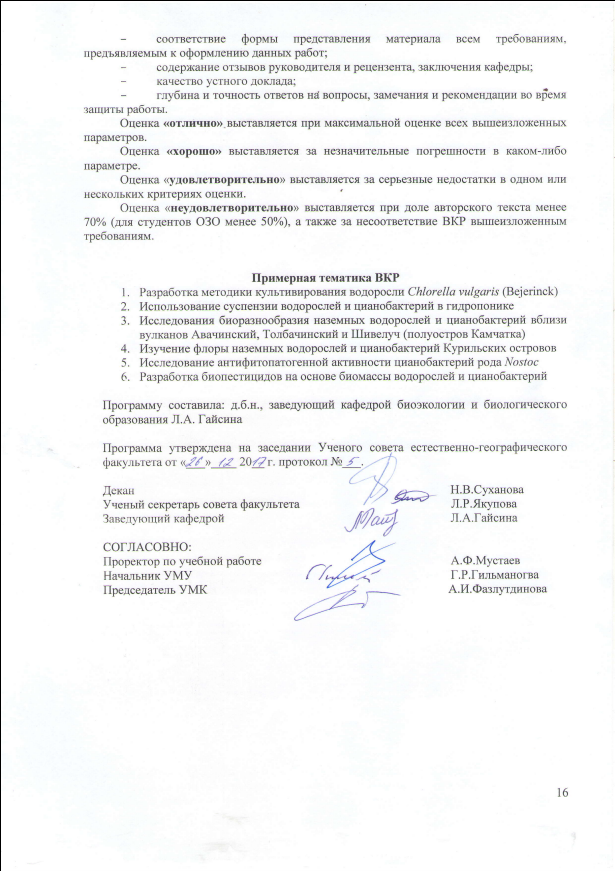 – соответствие формы представления материала всем требованиям,
предъявляемым к оформлению данных работ;
– содержание отзывов руководителя и рецензента, заключения кафедры;
– качество устного доклада;
– глубина и точность ответов на вопросы, замечания и рекомендации во время
защиты работы.
Оценка «отлично» выставляется при максимальной оценке всех вышеизложенных
параметров.
Оценка «хорошо» выставляется за незначительные погрешности в каком-либо
параметре.
Оценка «удовлетворительно» выставляется за серьезные недостатки в одном или
нескольких критериях оценки.
Оценка «неудовлетворительно» выставляется при доле авторского текста менее
70% (для студентов ОЗО менее 50%), а также за несоответствие ВКР вышеизложенным
требованиям.
Примерная тематика ВКР
1. Разработка методики культивирования водоросли Chlorella vulgaris (Bejerinck)
2. Использование суспензии водорослей и цианобактерий в гидропонике
3. Исследования биоразнообразия наземных водорослей и цианобактерий вблизи
вулканов Авачинский, Толбачинский и Шивелуч (полуостров Камчатка)
4. Изучение флоры наземных водорослей и цианобактерий Курильских островов
5. Исследование антифитопатогенной активности цианобактерий рода Nostoc
6. Разработка биопестицидов на основе биомассы водорослей и цианобактерий
Программу составила: д.б.н., заведующий кафедрой биоэкологии и биологического
образования Л.А. Гайсина
Программа утверждена на заседании Ученого совета естественно-географического
факультета от «26» 12 2017 г. протокол № 5.
Декан Н.В.Суханова
Ученый секретарь совета факультета Л.Р.Якупова
Заведующий кафедрой Л.А.Гайсина
СОГЛАСОВНО:
Проректор по учебной работе А.Ф.Мустаев
Начальник УМУ Г.Р.Гильманогва
Председатель УМК А.И.Фазлутдинова
16